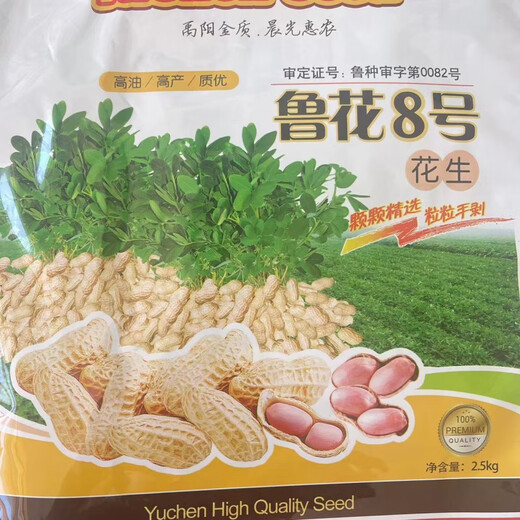 禹阳金质.晨光惠农
高油/高产/质优
审定证号：鲁种审字第0082号
鲁花8号
花生
颗颗精选 粒粒手剥
100%
PREMIUM
QUALITY
净含量：2.5kg
Yuchen High Quality Seed